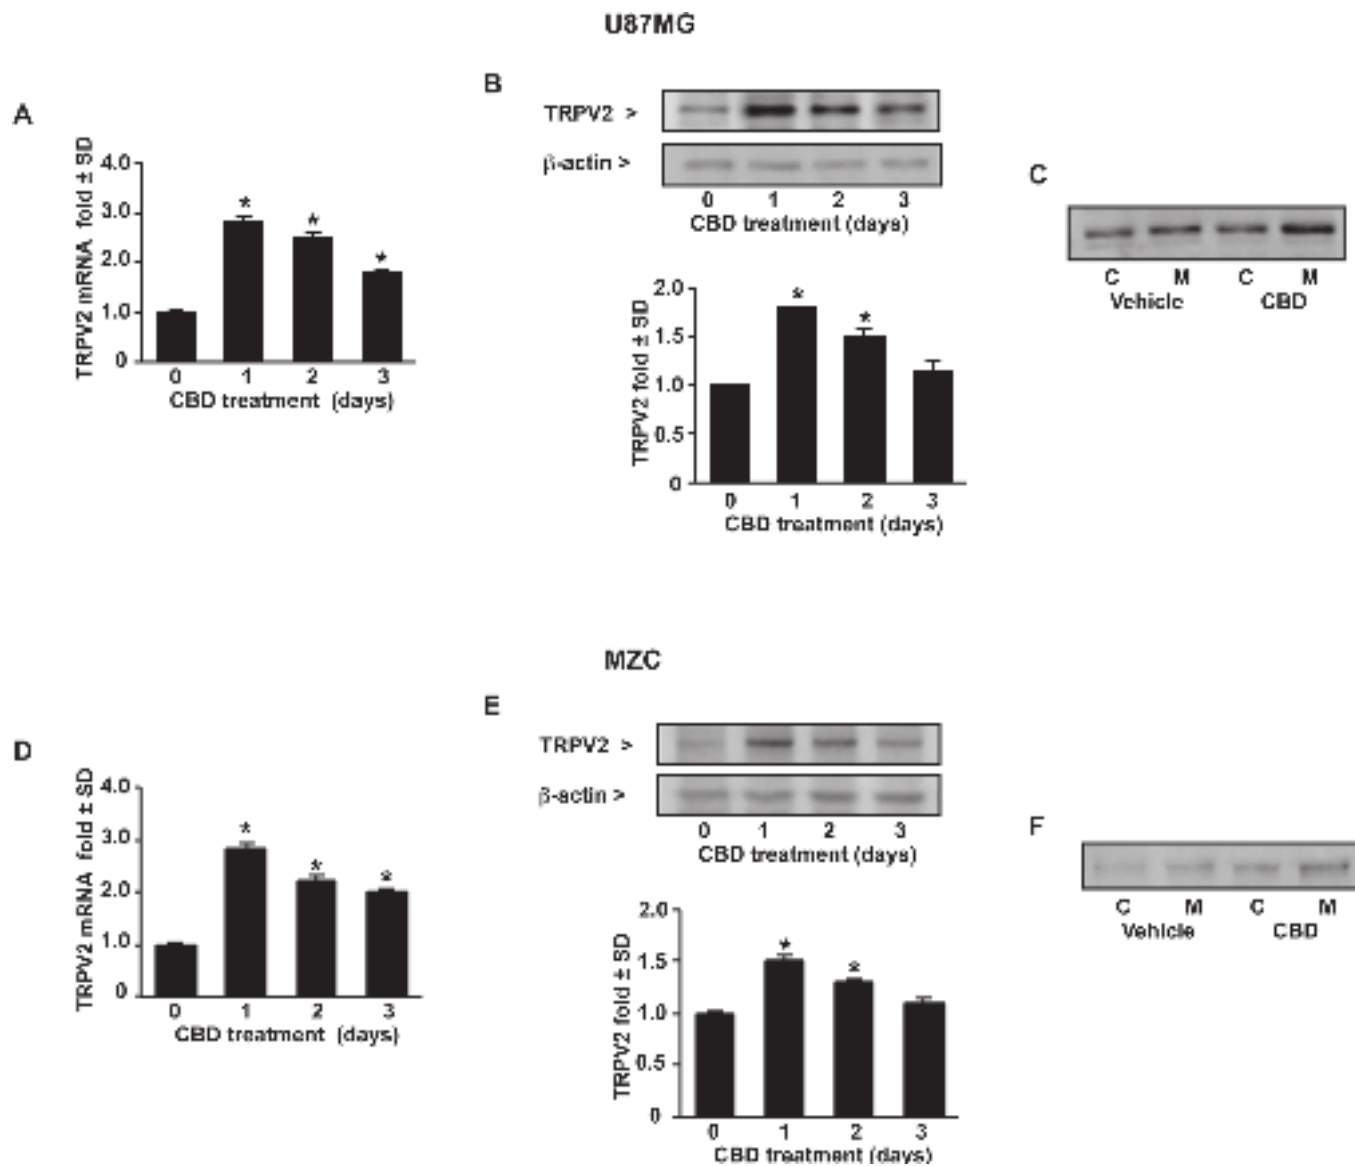 U87MG
A
TRPV2 mRNA fold ± SD
4.0
3.0
2.0
1.0
0
*
*
*
0 1 2 3
CBD treatment (days)
B
TRPV2 >
β-actin >
0 1 2 3
CBD treatment (days)
TRPV2 fold ± SD
2.0
1.5
1.0
0.5
0
*
*
0 1 2 3
CBD treatment (days)
C
C M C M
Vehicle CBD
MZC
D
TRPV2 mRNA fold ± SD
4.0
3.0
2.0
1.0
0
*
*
*
0 1 2 3
CBD treatment (days)
E
TRPV2 >
β-actin >
0 1 2 3
CBD treatment (days)
TRPV2 fold ± SD
2.0
1.5
1.0
0.5
0
*
*
0 1 2 3
CBD treatment (days)
F
C M C M
Vehicle CBD